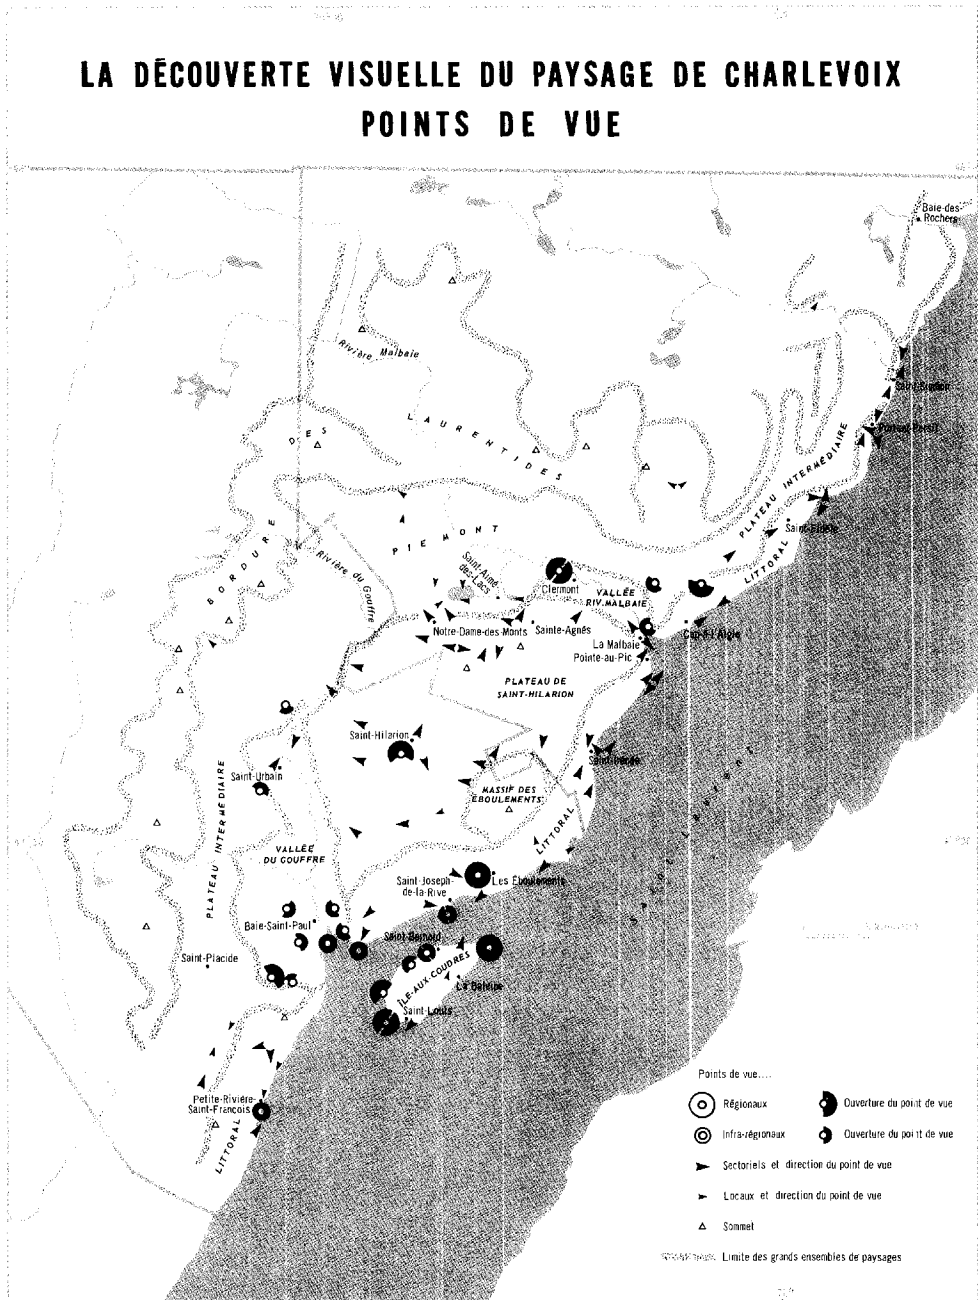 LA DÉCOUVERTE VISUELLE DU PAYSAGE DE CHARLEVOIX
POINTS DE VUE
Baie-des-
Rochers
Rivière Malbaie
BORDURE DES LAURENTIDES
PIEMONT
PLATEAU INTERMÉDIAIRE
LITTORAL
Rivière du Gouffre
Saint-Aimé-
des-Lacs
Clermont
VALLÉE
RIV. MALBAIE
Notre-Dame-des-Monts
Sainte-Agnès
Cap-à-l'Aigle
La Malbaie
Pointe-au-Pic
PLATEAU DE
SAINT-HILARION
Saint-Hilarion
Saint-Urbain
MASSIF DES
ÉBOULEMENTS
LITTORAL
PLATEAU INTERMÉDIAIRE
VALLÉE
DU GOUFFRE
Saint-Joseph-
de-la-Rive
Les Éboulements
Baie-Saint-Paul
Saint-Bernard
Saint-Placide
ÎLE-AUX-COUDRES
La Baleine
Saint-Louis
Petite-Rivière-
Saint-François
LITTORAL
Points de vue....
Régionaux
Ouverture du point de vue
Infra-régionaux
Ouverture du point de vue
Sectoriels et direction du point de vue
Locaux et direction du point de vue
Sommet
Limite des grands ensembles de paysages